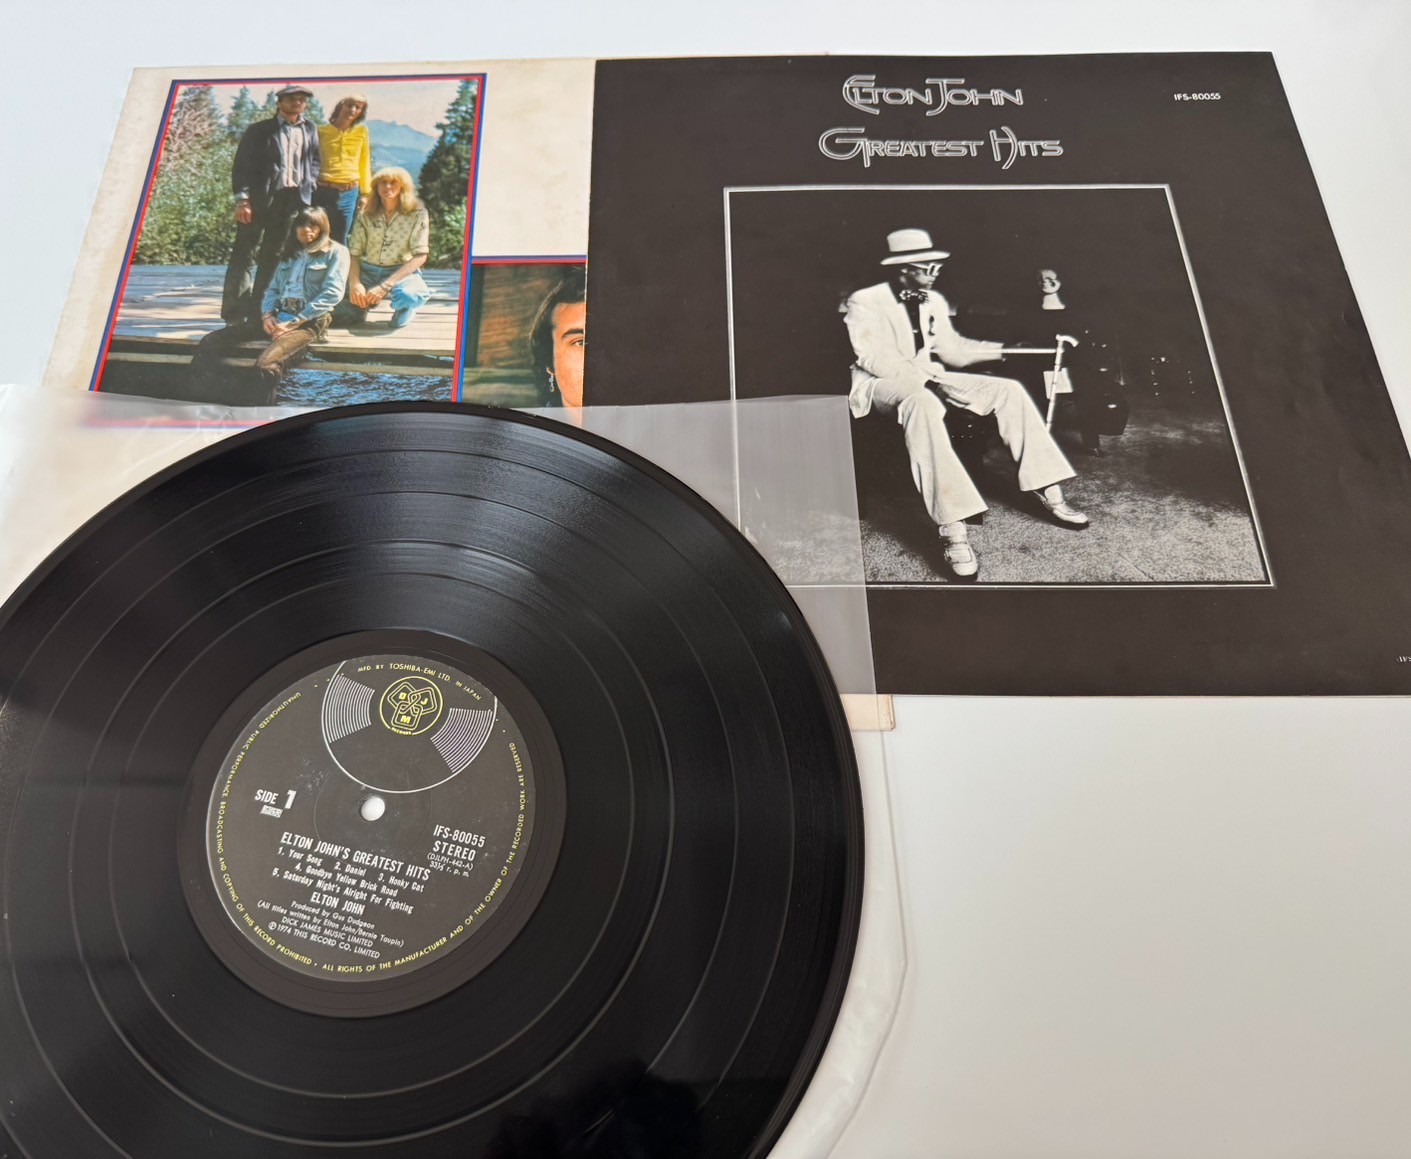 ELTON JOHN
IFS-80055
GREATEST HITS
MFD BY TOSHIBA-EMI LTD. IN JAPAN
DJM
RECORDS
SIDE 1
IFS-80055
STEREO
(DJLPH-442-A)
33⅓ r. p. m.
ELTON JOHN'S GREATEST HITS
1. Your Song 2. Daniel 3. Honky Cat
4. Goodbye Yellow Brick Road
5. Saturday Night's Alright For Fighting
ELTON JOHN
Produced by Gus Dudgeon
(All titles written by Elton John/Bernie Taupin)
DICK JAMES MUSIC LIMITED
℗ 1974 THIS RECORD CO. LIMITED
ALL RIGHTS OF THE MANUFACTURER AND OF THE OWNER OF THE RECORDED WORK ARE RESERVED
UNAUTHORIZED PUBLIC PERFORMANCE BROADCASTING AND COPYING OF THIS RECORD PROHIBITED